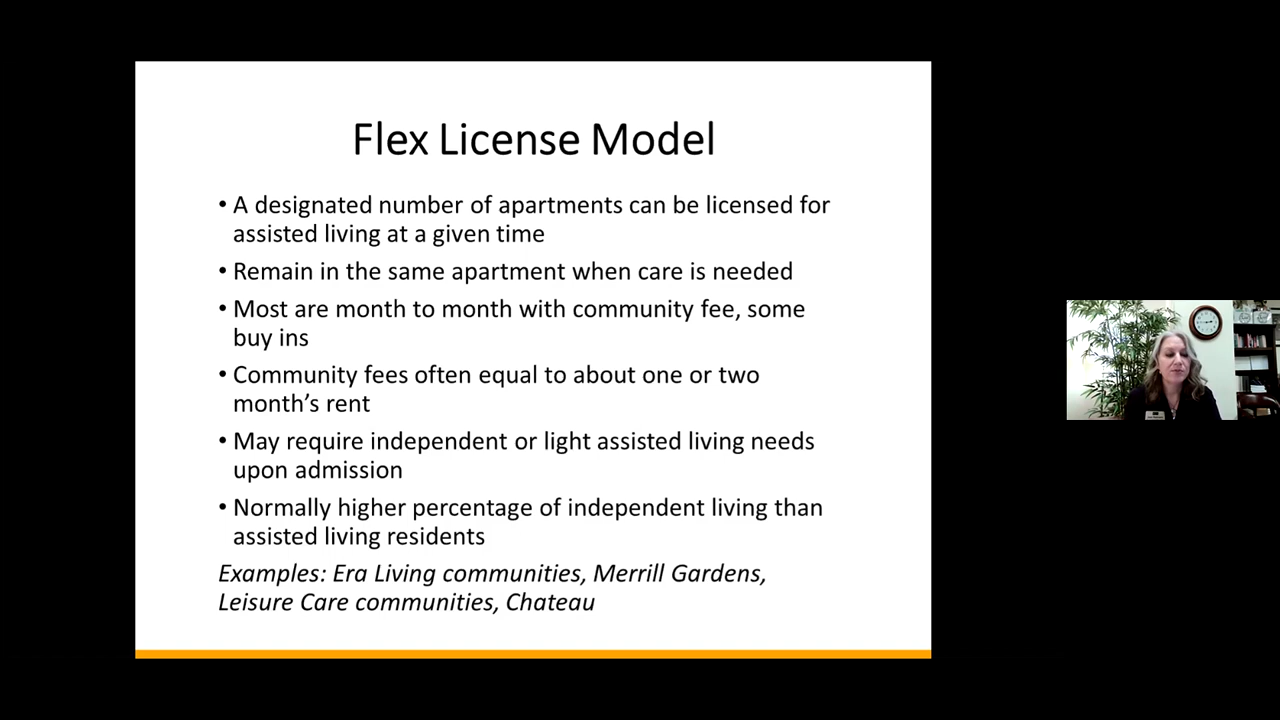 Flex License Model
• A designated number of apartments can be licensed for
assisted living at a given time
• Remain in the same apartment when care is needed
• Most are month to month with community fee, some
buy ins
• Community fees often equal to about one or two
month’s rent
• May require independent or light assisted living needs
upon admission
• Normally higher percentage of independent living than
assisted living residents
Examples: Era Living communities, Merrill Gardens,
Leisure Care communities, Chateau